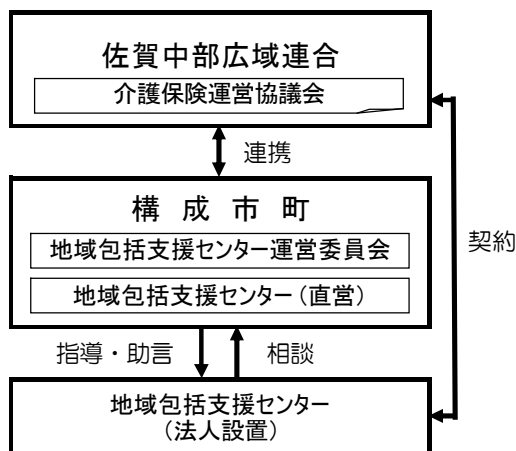 佐賀中部広域連合
介護保険運営協議会
連携
構成市町
地域包括支援センター運営委員会
地域包括支援センター（直営）
契約
指導・助言
相談
地域包括支援センター
（法人設置）